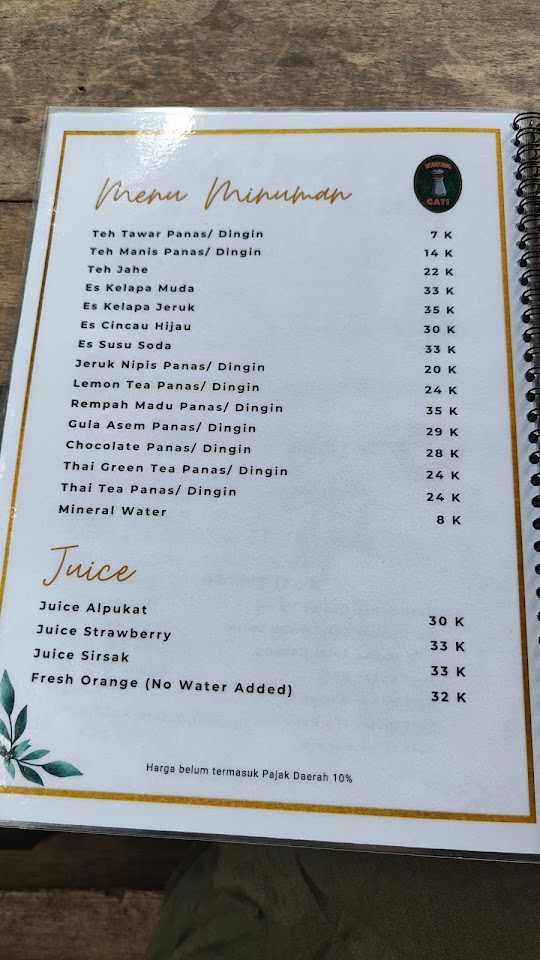 Menu Minuman
WARUNG
GATI
Teh Tawar Panas/ Dingin 7 K
Teh Manis Panas/ Dingin 14 K
Teh Jahe 22 K
Es Kelapa Muda 33 K
Es Kelapa Jeruk 35 K
Es Cincau Hijau 30 K
Es Susu Soda 33 K
Jeruk Nipis Panas/ Dingin 20 K
Lemon Tea Panas/ Dingin 24 K
Rempah Madu Panas/ Dingin 35 K
Gula Asem Panas/ Dingin 29 K
Chocolate Panas/ Dingin 28 K
Thai Green Tea Panas/ Dingin 24 K
Thai Tea Panas/ Dingin 24 K
Mineral Water 8 K
Juice
Juice Alpukat 30 K
Juice Strawberry 33 K
Juice Sirsak 33 K
Fresh Orange (No Water Added) 32 K
Harga belum termasuk Pajak Daerah 10%